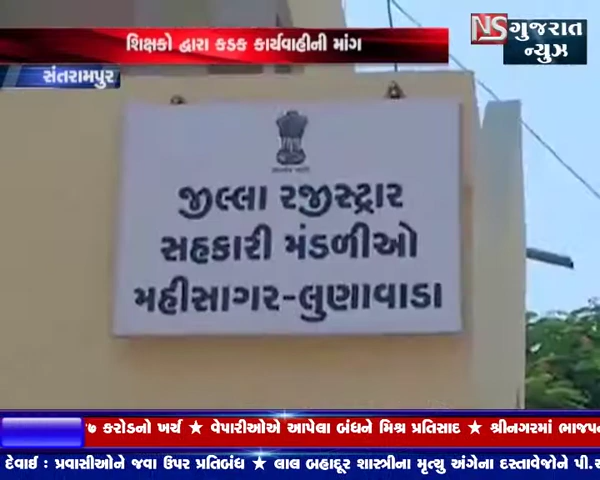 શિક્ષકો દ્વારા કડક કાર્યવાહીની માંગ
NS ગુજરાત
ન્યુઝ
સંતરામપુર
જીલ્લા રજીસ્ટ્રાર
સહકારી મંડળીઓ
મહીસાગર-લુણાવાડા
કરોડનો ખર્ચ ★ વેપારીઓએ આપેલા બંધને મિશ્ર પ્રતિસાદ ★ શ્રીનગરમાં
દેવાઈ : પ્રવાસીઓને જવા ઉપર પ્રતિબંધ ★ લાલ બહાદૂર શાસ્ત્રીના મૃત્યુ અંગેના દસ્તાવેજોને